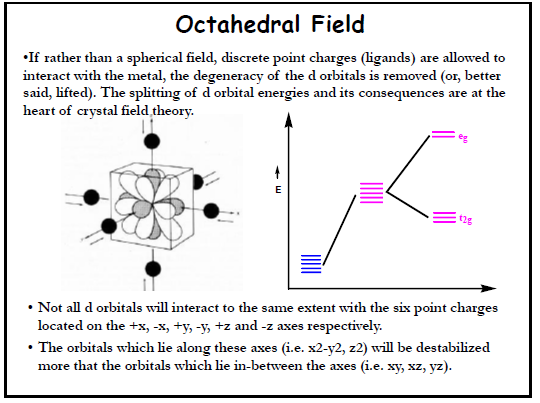 Octahedral Field
•If rather than a spherical field, discrete point charges (ligands) are allowed to
interact with the metal, the degeneracy of the d orbitals is removed (or, better
said, lifted). The splitting of d orbital energies and its consequences are at the
heart of crystal field theory.
eg
E
t2g
• Not all d orbitals will interact to the same extent with the six point charges
located on the +x, -x, +y, -y, +z and -z axes respectively.
• The orbitals which lie along these axes (i.e. x2-y2, z2) will be destabilized
more that the orbitals which lie in-between the axes (i.e. xy, xz, yz).